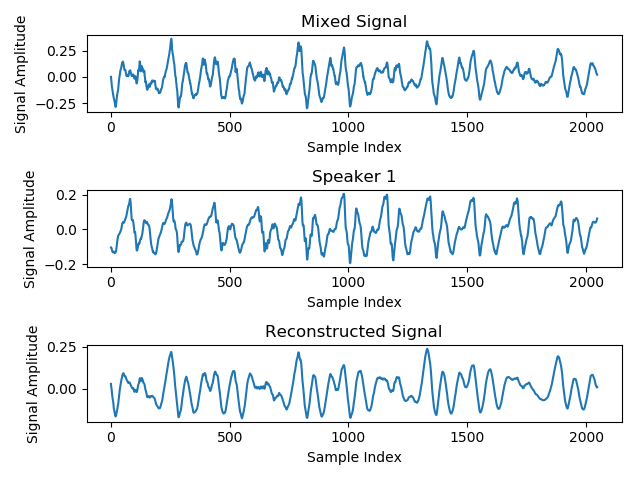 Mixed Signal
Signal Amplitude
0.25
0.00
−0.25
0 500 1000 1500 2000
Sample Index
Speaker 1
Signal Amplitude
0.2
0.0
−0.2
0 500 1000 1500 2000
Sample Index
Reconstructed Signal
Signal Amplitude
0.25
0.00
0 500 1000 1500 2000
Sample Index